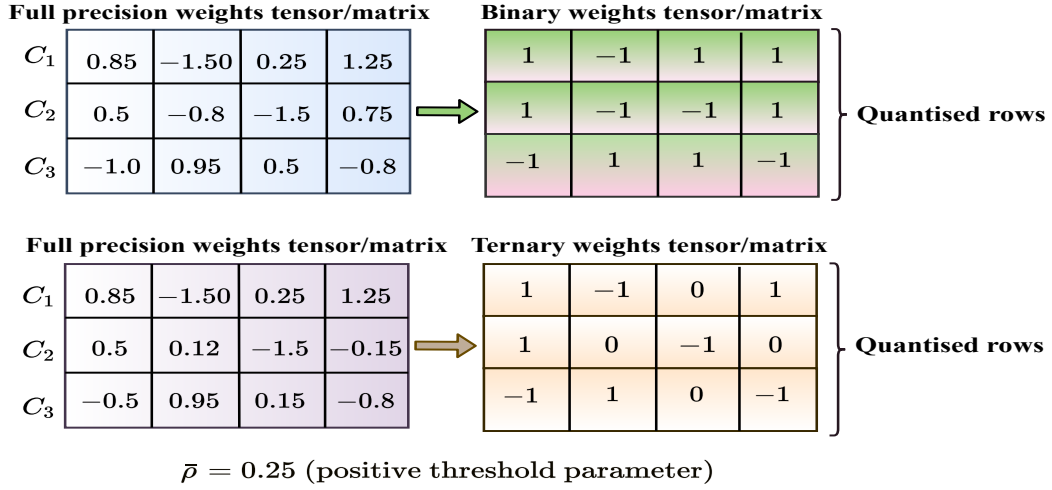 Full precision weights tensor/matrix Binary weights tensor/matrix
C₁ 0.85 −1.50 0.25 1.25 1 −1 1 1
C₂ 0.5 −0.8 −1.5 0.75 1 −1 −1 1 Quantised rows
C₃ −1.0 0.95 0.5 −0.8 −1 1 1 −1
Full precision weights tensor/matrix Ternary weights tensor/matrix
C₁ 0.85 −1.50 0.25 1.25 1 −1 0 1
C₂ 0.5 0.12 −1.5 −0.15 1 0 −1 0 Quantised rows
C₃ −0.5 0.95 0.15 −0.8 −1 1 0 −1
ρ̄ = 0.25 (positive threshold parameter)